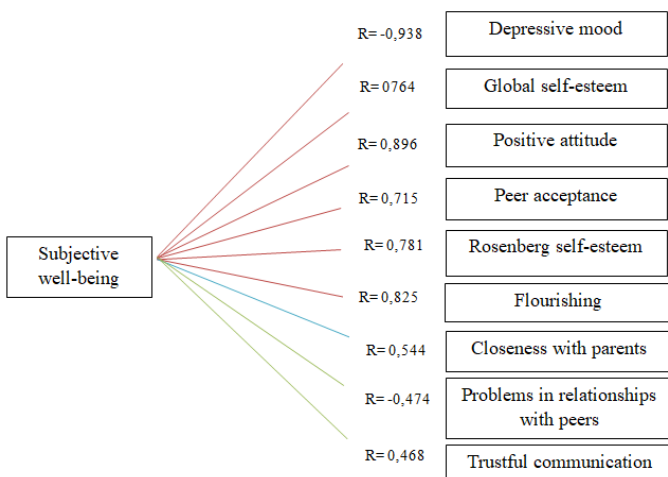 R= -0,938
Depressive mood
R= 0764
Global self-esteem
R= 0,896
Positive attitude
R= 0,715
Peer acceptance
Subjective
well-being
R= 0,781
Rosenberg self-esteem
R= 0,825
Flourishing
R= 0,544
Closeness with parents
R= -0,474
Problems in relationships
with peers
R= 0,468
Trustful communication